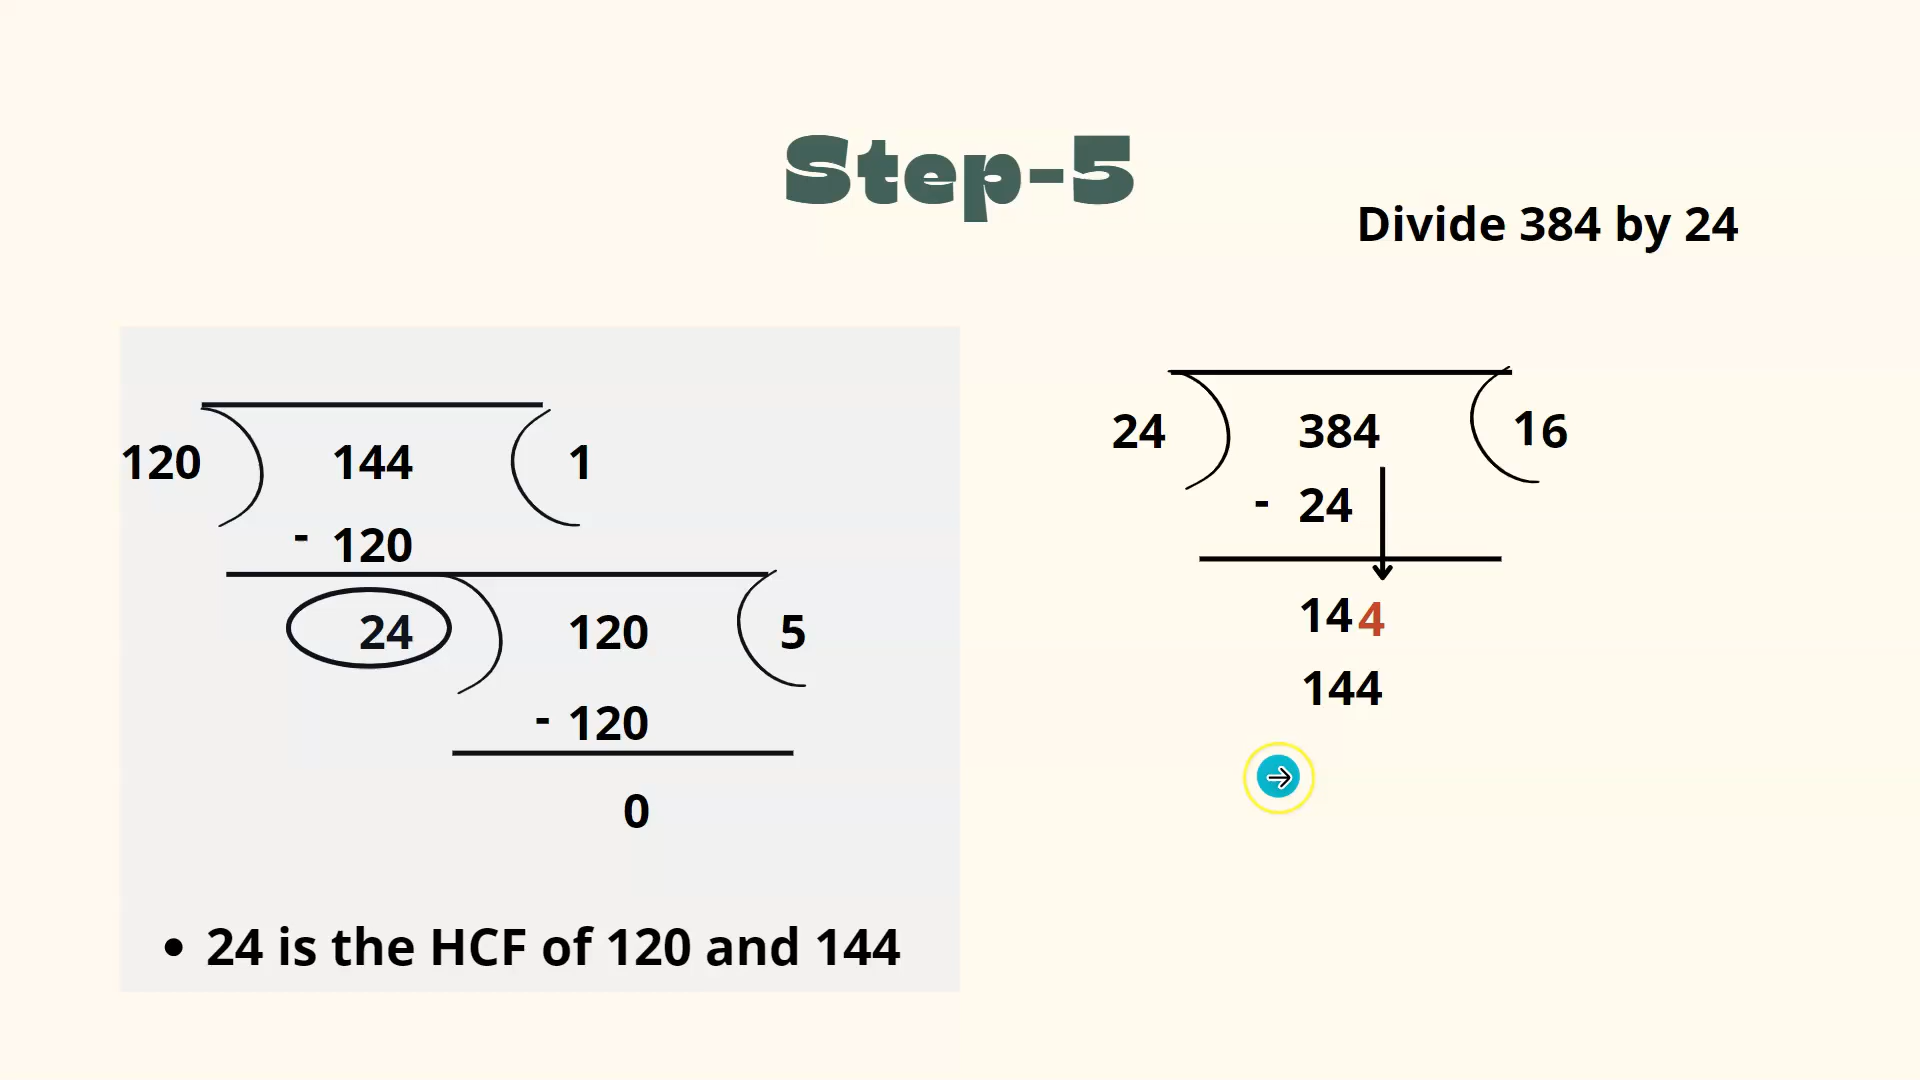 Step-5
Divide 384 by 24
120 144 1
- 120
24 120 5
- 120
0
• 24 is the HCF of 120 and 144
24 384 16
- 24
144
144